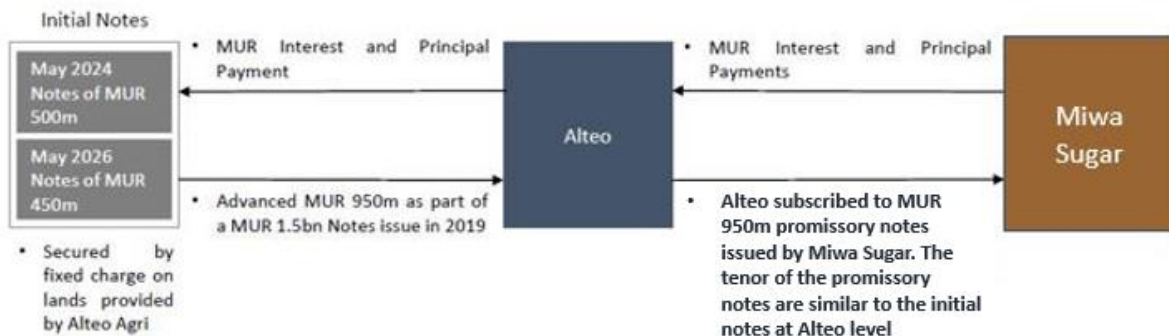 Initial Notes
May 2024
Notes of MUR
500m
May 2026
Notes of MUR
450m
• Secured by
fixed charge on
lands provided
by Alteo Agri
• MUR Interest and Principal
Payment
• Advanced MUR 950m as part of
a MUR 1.5bn Notes issue in 2019
Alteo
• MUR Interest and Principal
Payments
• Alteo subscribed to MUR
950m promissory notes
issued by Miwa Sugar. The
tenor of the promissory
notes are similar to the initial
notes at Alteo level
Miwa
Sugar